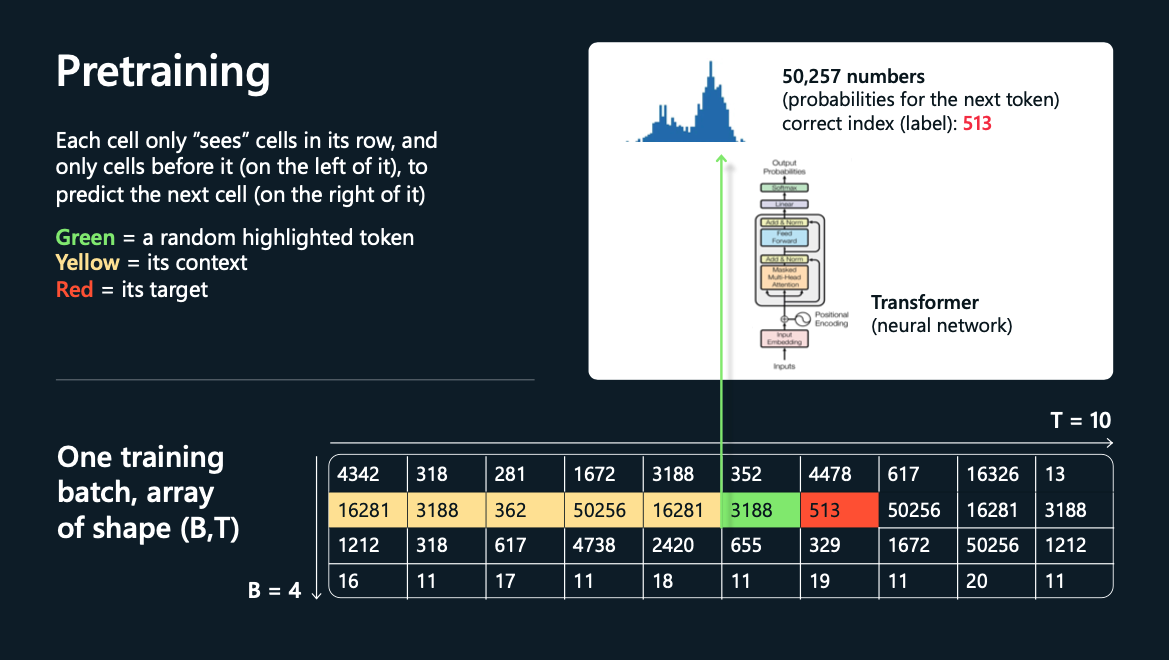 Pretraining
Each cell only ”sees” cells in its row, and
only cells before it (on the left of it), to
predict the next cell (on the right of it)
Green = a random highlighted token
Yellow = its context
Red = its target
50,257 numbers
(probabilities for the next token)
correct index (label): 513
Output
Probabilities
Softmax
Linear
Add & Norm
Feed
Forward
Add & Norm
Masked
Multi-Head
Attention
Positional
Encoding
Input
Embedding
Inputs
Transformer
(neural network)
One training
batch, array
of shape (B,T)
T = 10
B = 4
4342 318 281 1672 3188 352 4478 617 16326 13
16281 3188 362 50256 16281 3188 513 50256 16281 3188
1212 318 617 4738 2420 655 329 1672 50256 1212
16 11 17 11 18 11 19 11 20 11